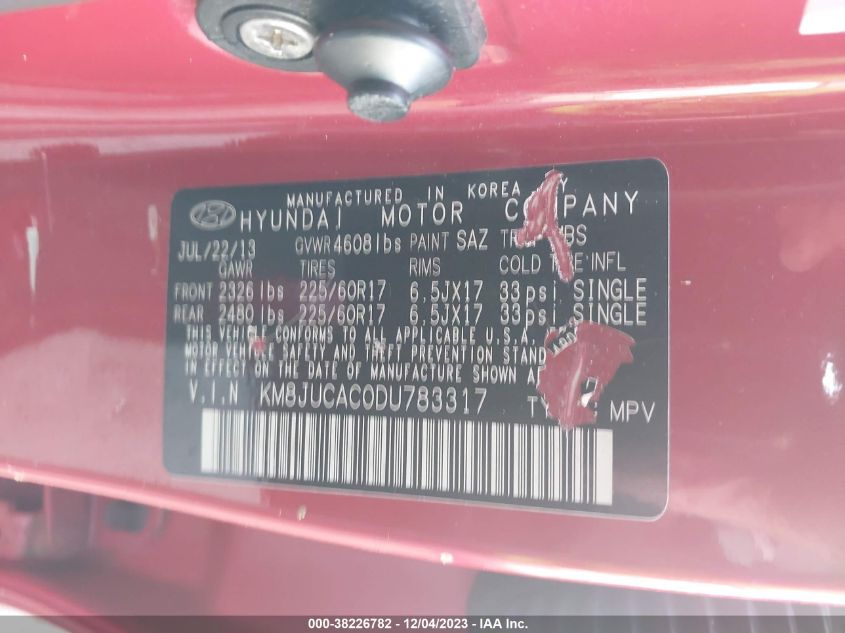 MANUFACTURED IN KOREA
HYUNDAI MOTOR COMPANY
JUL/22/13 GVWR 4608lbs PAINT SAZ
GAWR TIRES RIMS COLD INFL
FRONT 2326 lbs 225/60R17 6.5JX17 33psi SINGLE
REAR 2480 lbs 225/60R17 6.5JX17 33psi SINGLE
THIS VEHICLE CONFORMS TO ALL APPLICABLE U.S.A.
MOTOR VEHICLE SAFETY AND THEFT PREVENTION
IN EFFECT ON THE DATE OF MANUFACTURE SHOWN
V.I.N KM8JUCAC0DU783317 MPV
000-38226782 - 12/04/2023 - IAA Inc.